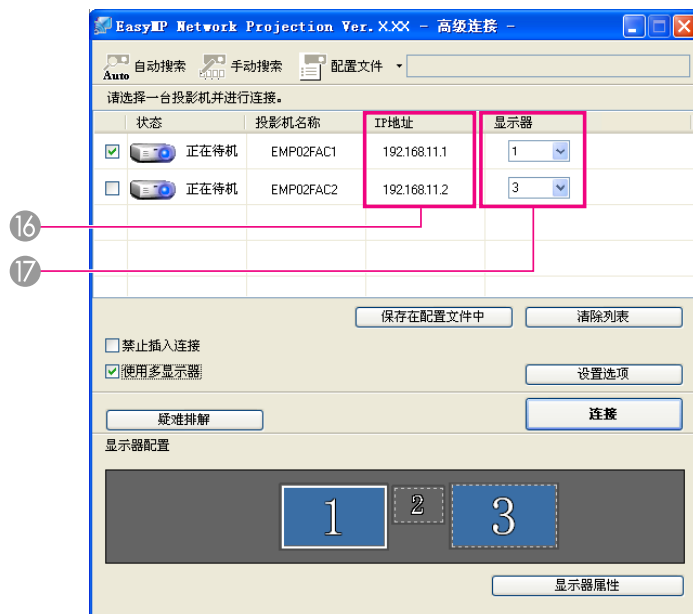 EasyMP Network Projection Ver. X.XX - 高级连接 -
Auto 自动搜索 手动搜索 配置文件
请选择一台投影机并进行连接。
状态 投影机名称 IP地址 显示器
正在待机 EMP02FAC1 192.168.11.1 1
正在待机 EMP02FAC2 192.168.11.2 3
16
17
保存在配置文件中 清除列表
禁止插入连接
使用多显示器 设置选项
疑难排解 连接
显示器配置
1 2 3
显示器属性